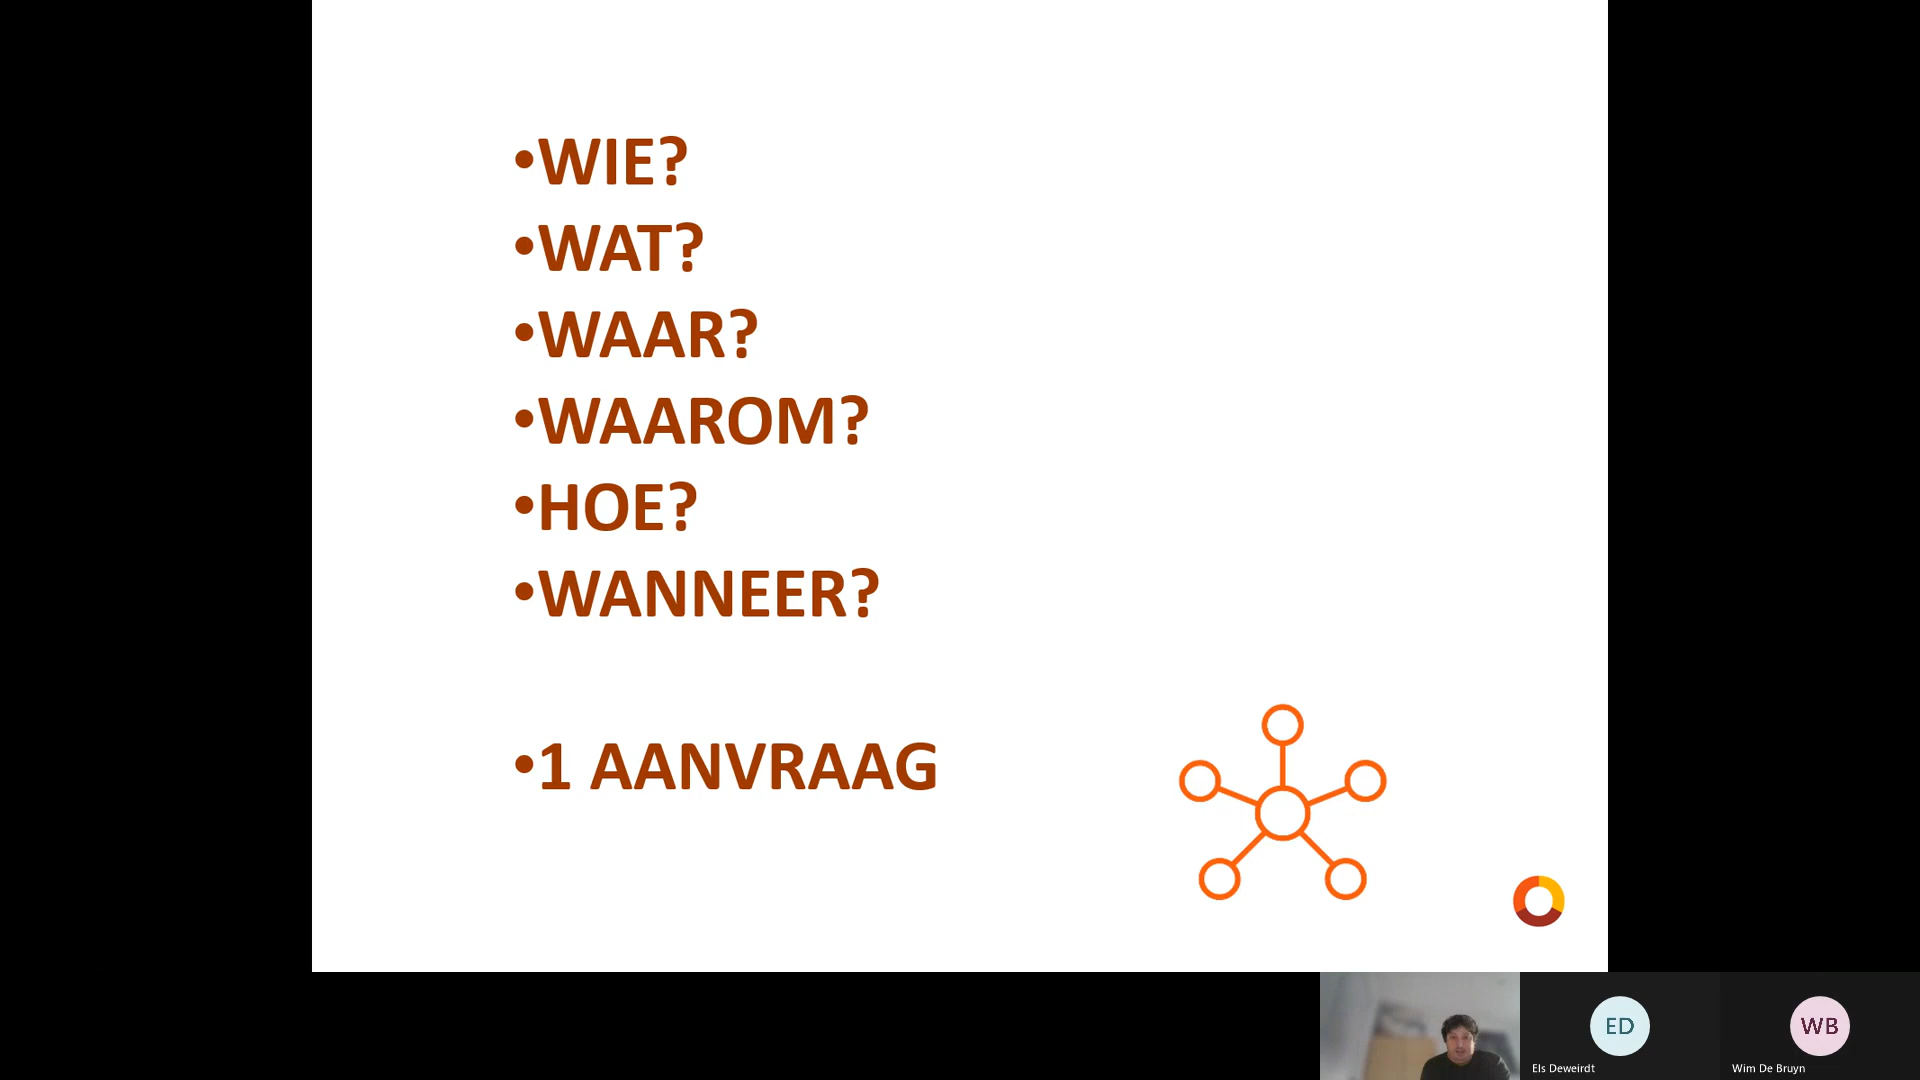 •WIE?
•WAT?
•WAAR?
•WAAROM?
•HOE?
•WANNEER?
•1 AANVRAAG
ED
WB
Els Deweirdt
Wim De Bruyn